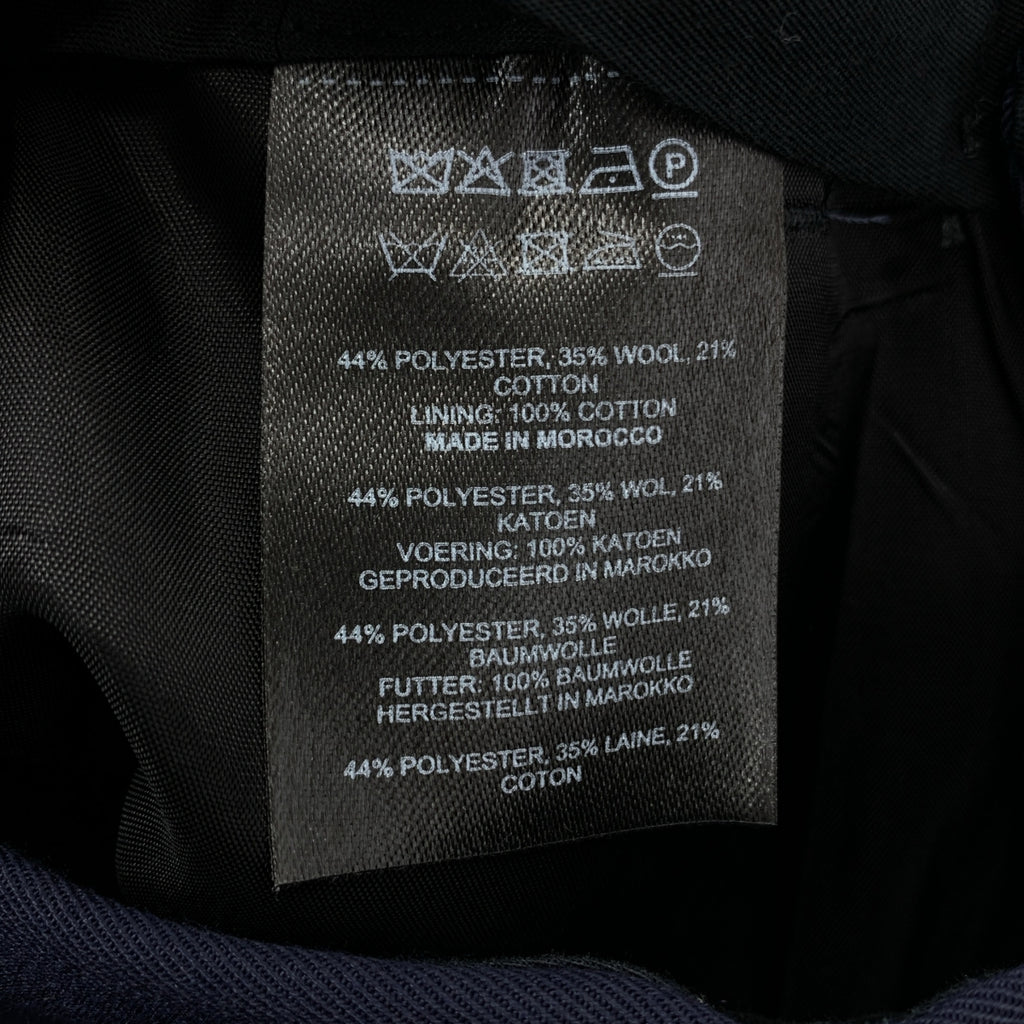 P
44% POLYESTER, 35% WOOL, 21%
COTTON
LINING: 100% COTTON
MADE IN MOROCCO
44% POLYESTER, 35% WOL, 21%
KATOEN
VOERING: 100% KATOEN
GEPRODUCEERD IN MAROKKO
44% POLYESTER, 35% WOLLE, 21%
BAUMWOLLE
FUTTER: 100% BAUMWOLLE
HERGESTELLT IN MAROKKO
44% POLYESTER, 35% LAINE, 21%
COTON